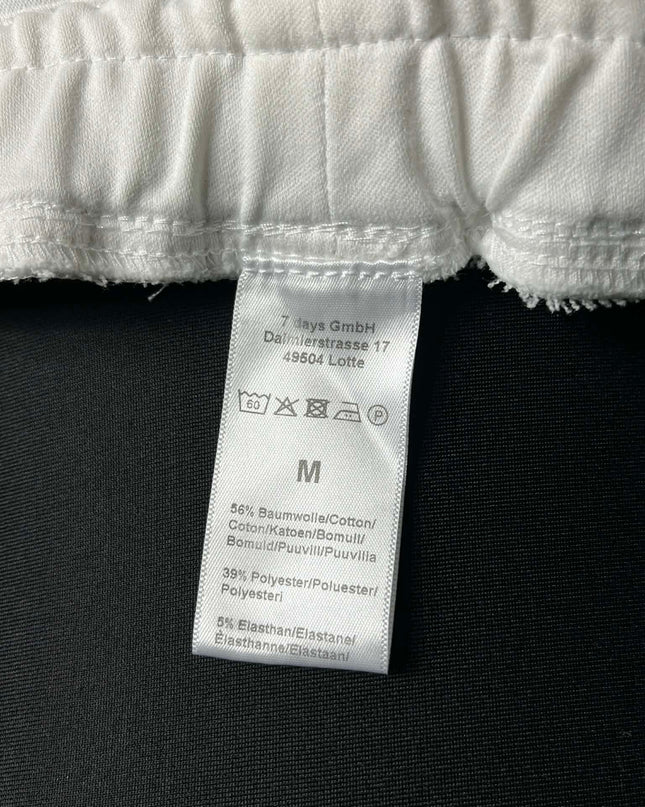 7 days GmbH
Daimlerstrasse 17
49504 Lotte
60 P
M
56% Baumwolle/Cotton/
Coton/Katoen/Bomull/
Bomuld/Puuvill/Puuvilla
39% Polyester/Poluester/
Polyesteri
5% Elasthan/Elastane/
Élasthanne/Elastaan/